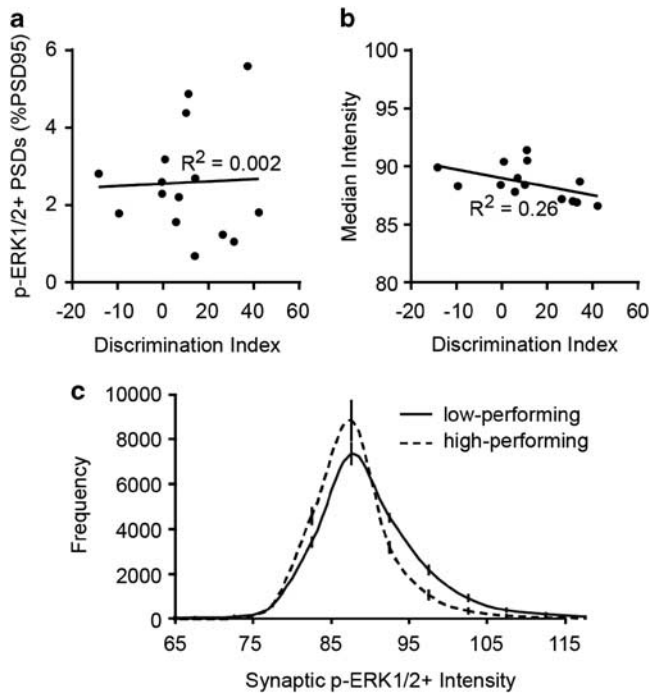 a
p-ERK1/2+ PSDs (%PSD95)
6
4
2
0
R² = 0.002
-20 -10 0 20 40 60
Discrimination Index
b
Median Intensity
100
95
90
85
80
R² = 0.26
-20 -10 0 20 40 60
Discrimination Index
c
Frequency
10000
8000
6000
4000
2000
0
low-performing
high-performing
65 75 85 95 105 115
Synaptic p-ERK1/2+ Intensity